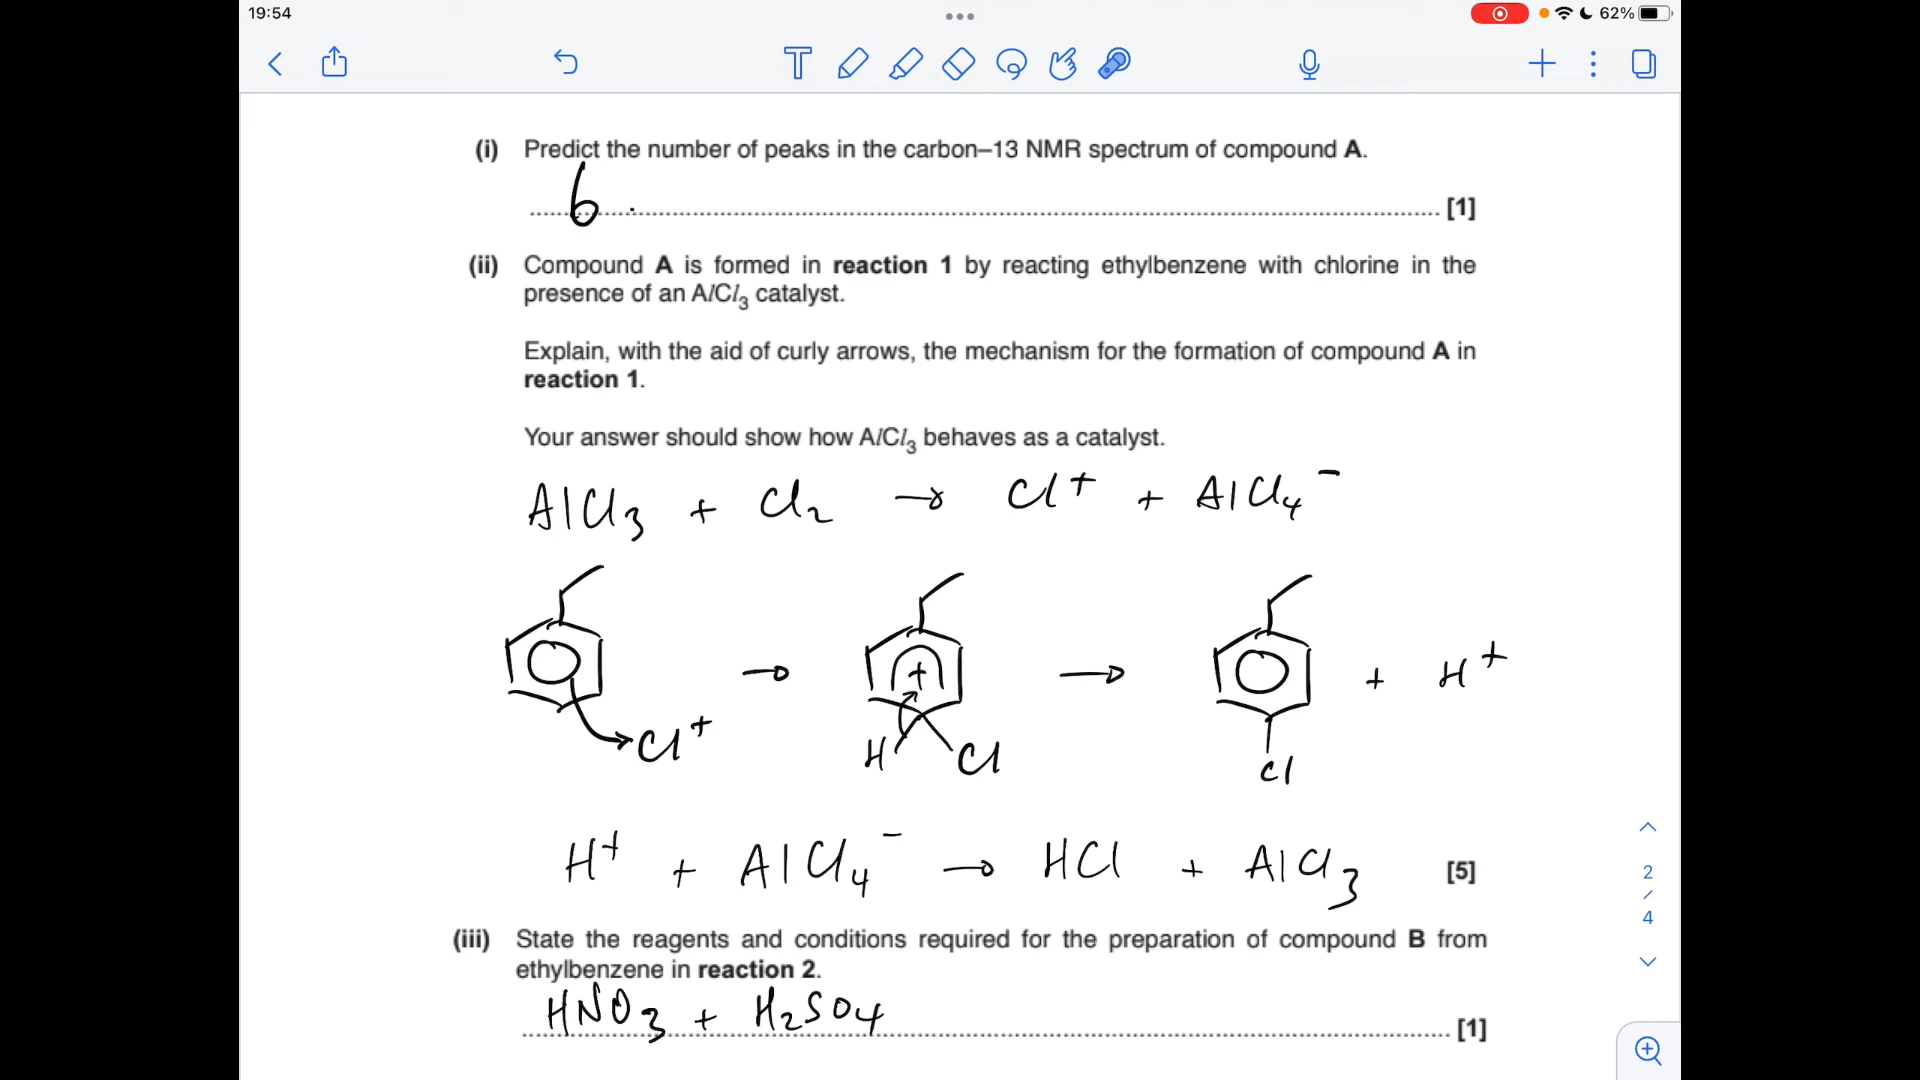 19:54
62%
(i) Predict the number of peaks in the carbon–13 NMR spectrum of compound A.
6
[1]
(ii) Compound A is formed in reaction 1 by reacting ethylbenzene with chlorine in the
presence of an AlCl₃ catalyst.
Explain, with the aid of curly arrows, the mechanism for the formation of compound A in
reaction 1.
Your answer should show how AlCl₃ behaves as a catalyst.
AlCl₃ + Cl₂ → Cl⁺ + AlCl₄⁻
→ + → + H⁺
Cl⁺ H Cl Cl
H⁺ + AlCl₄⁻ → HCl + AlCl₃ [5]
2
/
4
(iii) State the reagents and conditions required for the preparation of compound B from
ethylbenzene in reaction 2.
HNO₃ + H₂SO₄
[1]